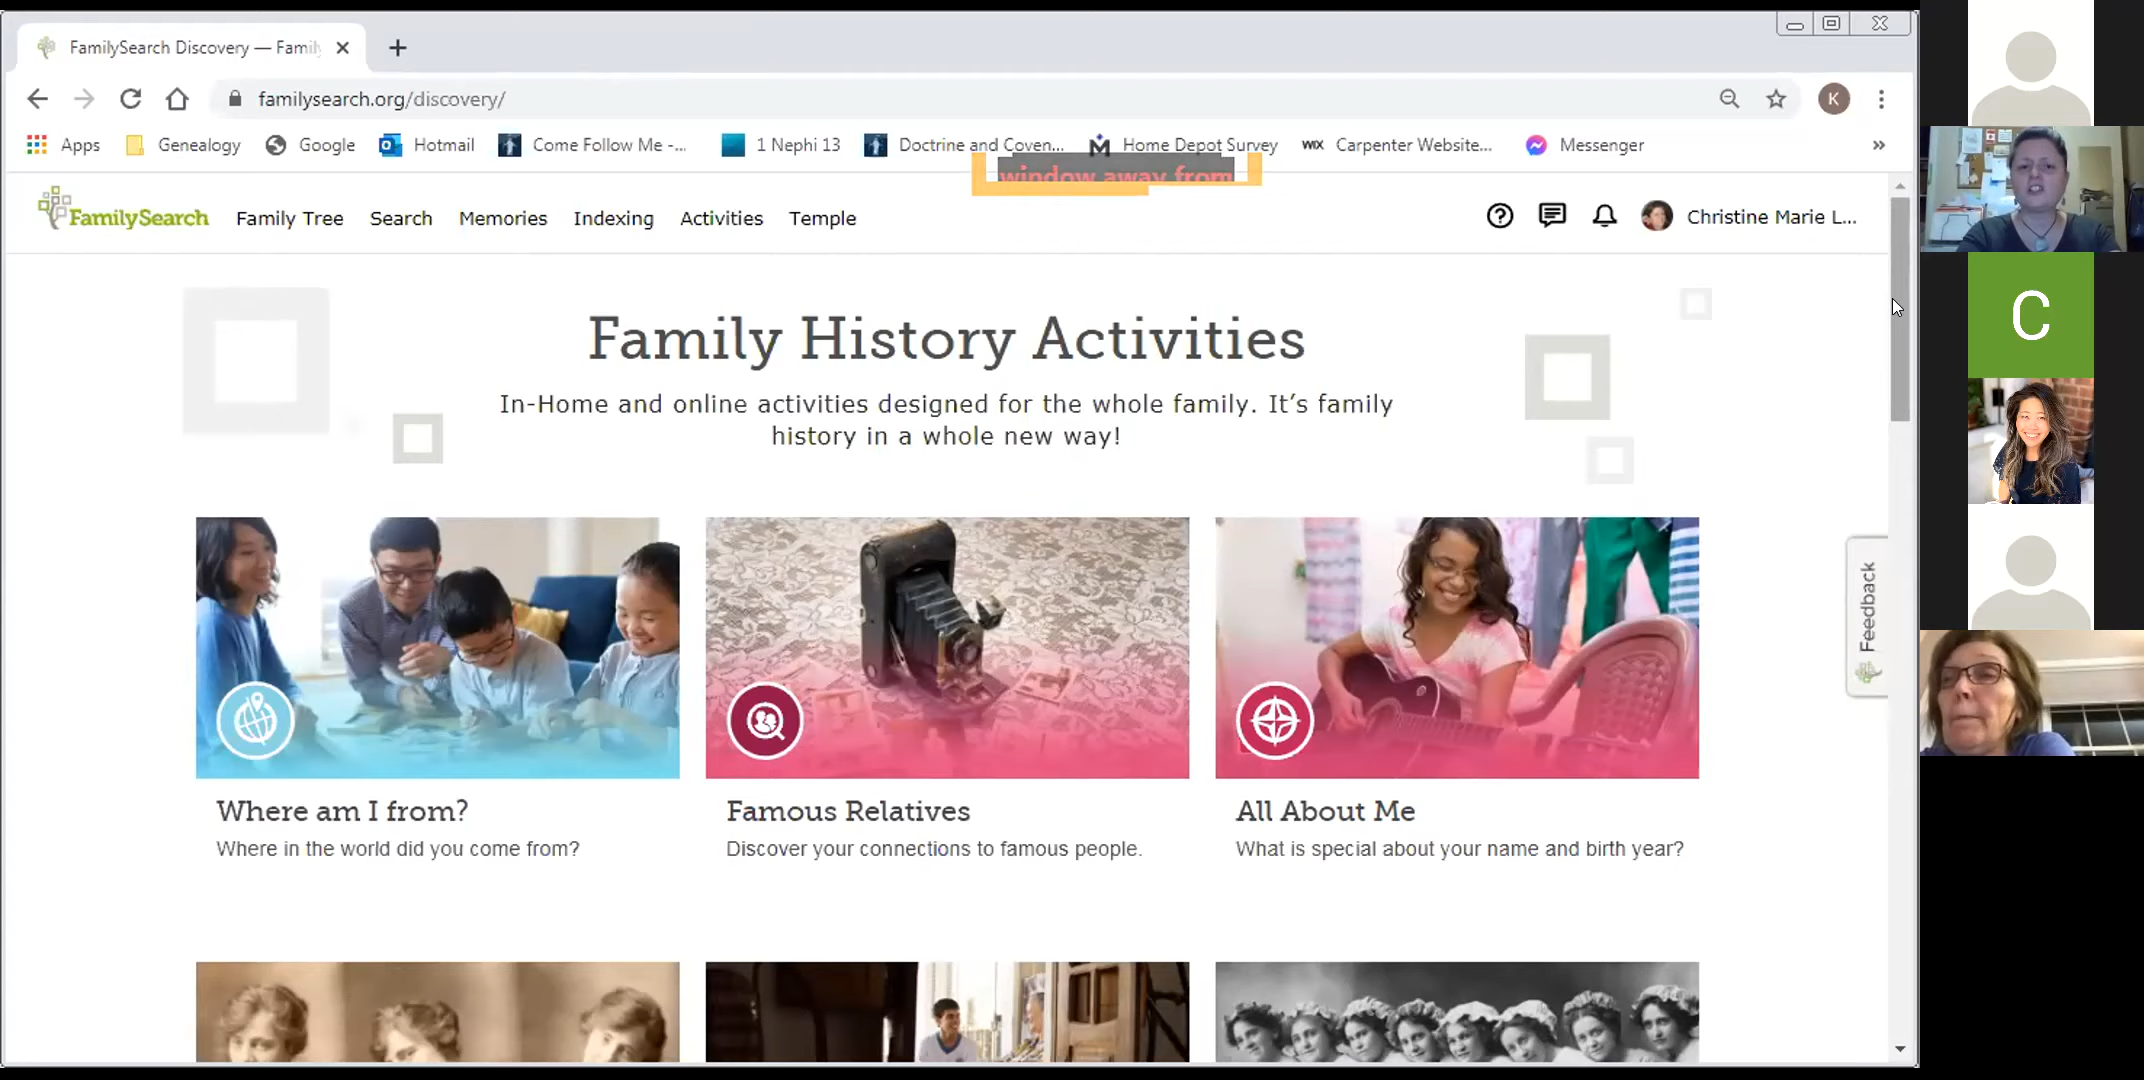 FamilySearch Discovery — Famil
familysearch.org/discovery/
K
Apps
Genealogy
Google
Hotmail
Come Follow Me -...
1 Nephi 13
Doctrine and Coven...
Home Depot Survey
WIX Carpenter Website...
Messenger
»
window away from
FamilySearch
Family Tree
Search
Memories
Indexing
Activities
Temple
Christine Marie L...
Family History Activities
In-Home and online activities designed for the whole family. It’s family
history in a whole new way!
Where am I from?
Where in the world did you come from?
Famous Relatives
Discover your connections to famous people.
All About Me
What is special about your name and birth year?
Feedback
C